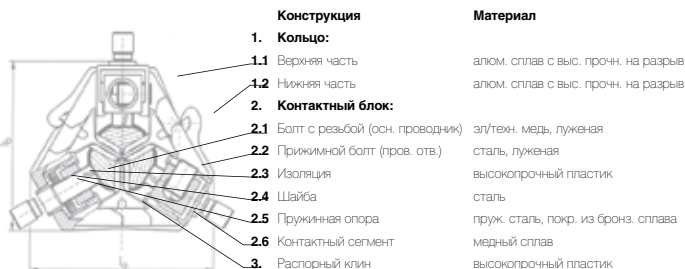 Конструкция Материал
1. Кольцо:
1.1 Верхняя часть алюм. сплав с выс. прочн. на разрыв
1.2 Нижняя часть алюм. сплав с выс. прочн. на разрыв
2. Контактный блок:
2.1 Болт с резьбой (осн. проводник) эл/техн. медь, луженая
2.2 Прижимной болт (пров. отв.) сталь, луженая
2.3 Изоляция высокопрочный пластик
2.4 Шайба сталь
2.5 Пружинная опора пруж. сталь, покр. из бронз. сплава
2.6 Контактный сегмент медный сплав
3. Распорный клин высокопрочный пластик